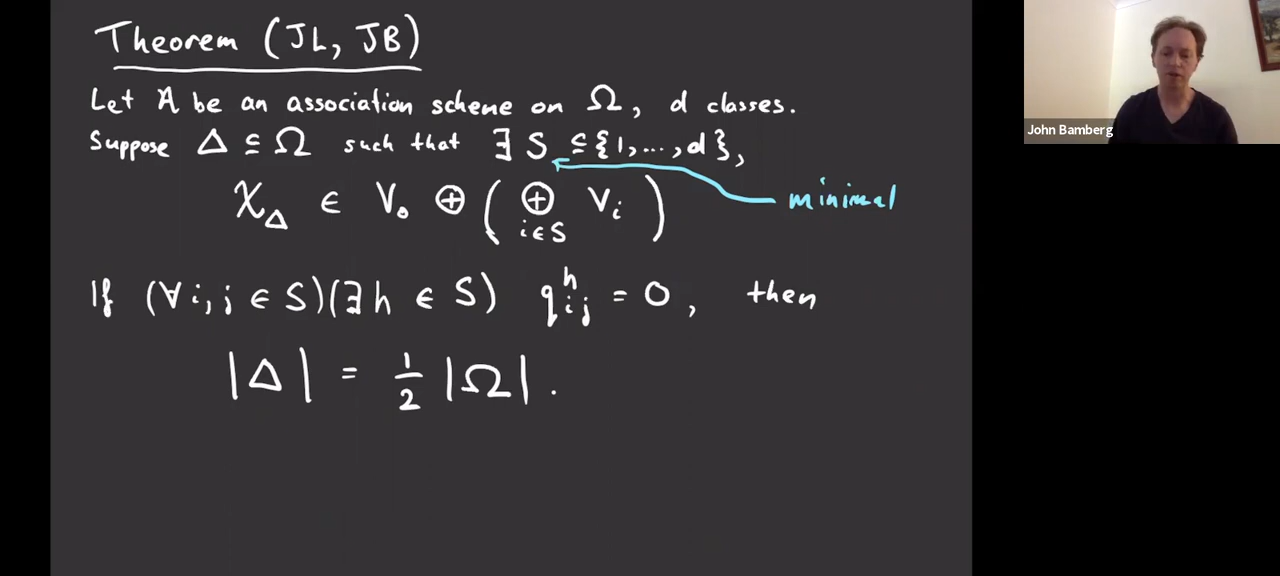 Theorem (JL, JB)
Let A be an association scheme on Ω, d classes.
Suppose Δ ⊆ Ω such that ∃ S ⊆ {1,...,d},
χ_Δ ∈ V₀ ⊕ ( ⊕_{i∈S} V_i ) minimal
If (∀ i,j ∈ S)(∃ h ∈ S) q_{ij}^h = 0, then
|Δ| = 1/2 |Ω|.
John Bamberg